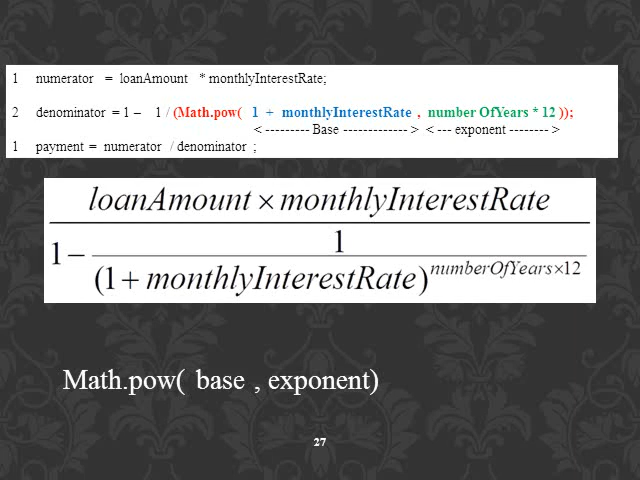 1 numerator = loanAmount * monthlyInterestRate;
2 denominator = 1 – 1 / (Math.pow( 1 + monthlyInterestRate , number OfYears * 12 ));
< --------- Base ------------- > < --- exponent -------- >
1 payment = numerator / denominator ;
loanAmount × monthlyInterestRate
1 −
1
(1 + monthlyInterestRate)^numberOfYears×12
Math.pow( base , exponent)
27